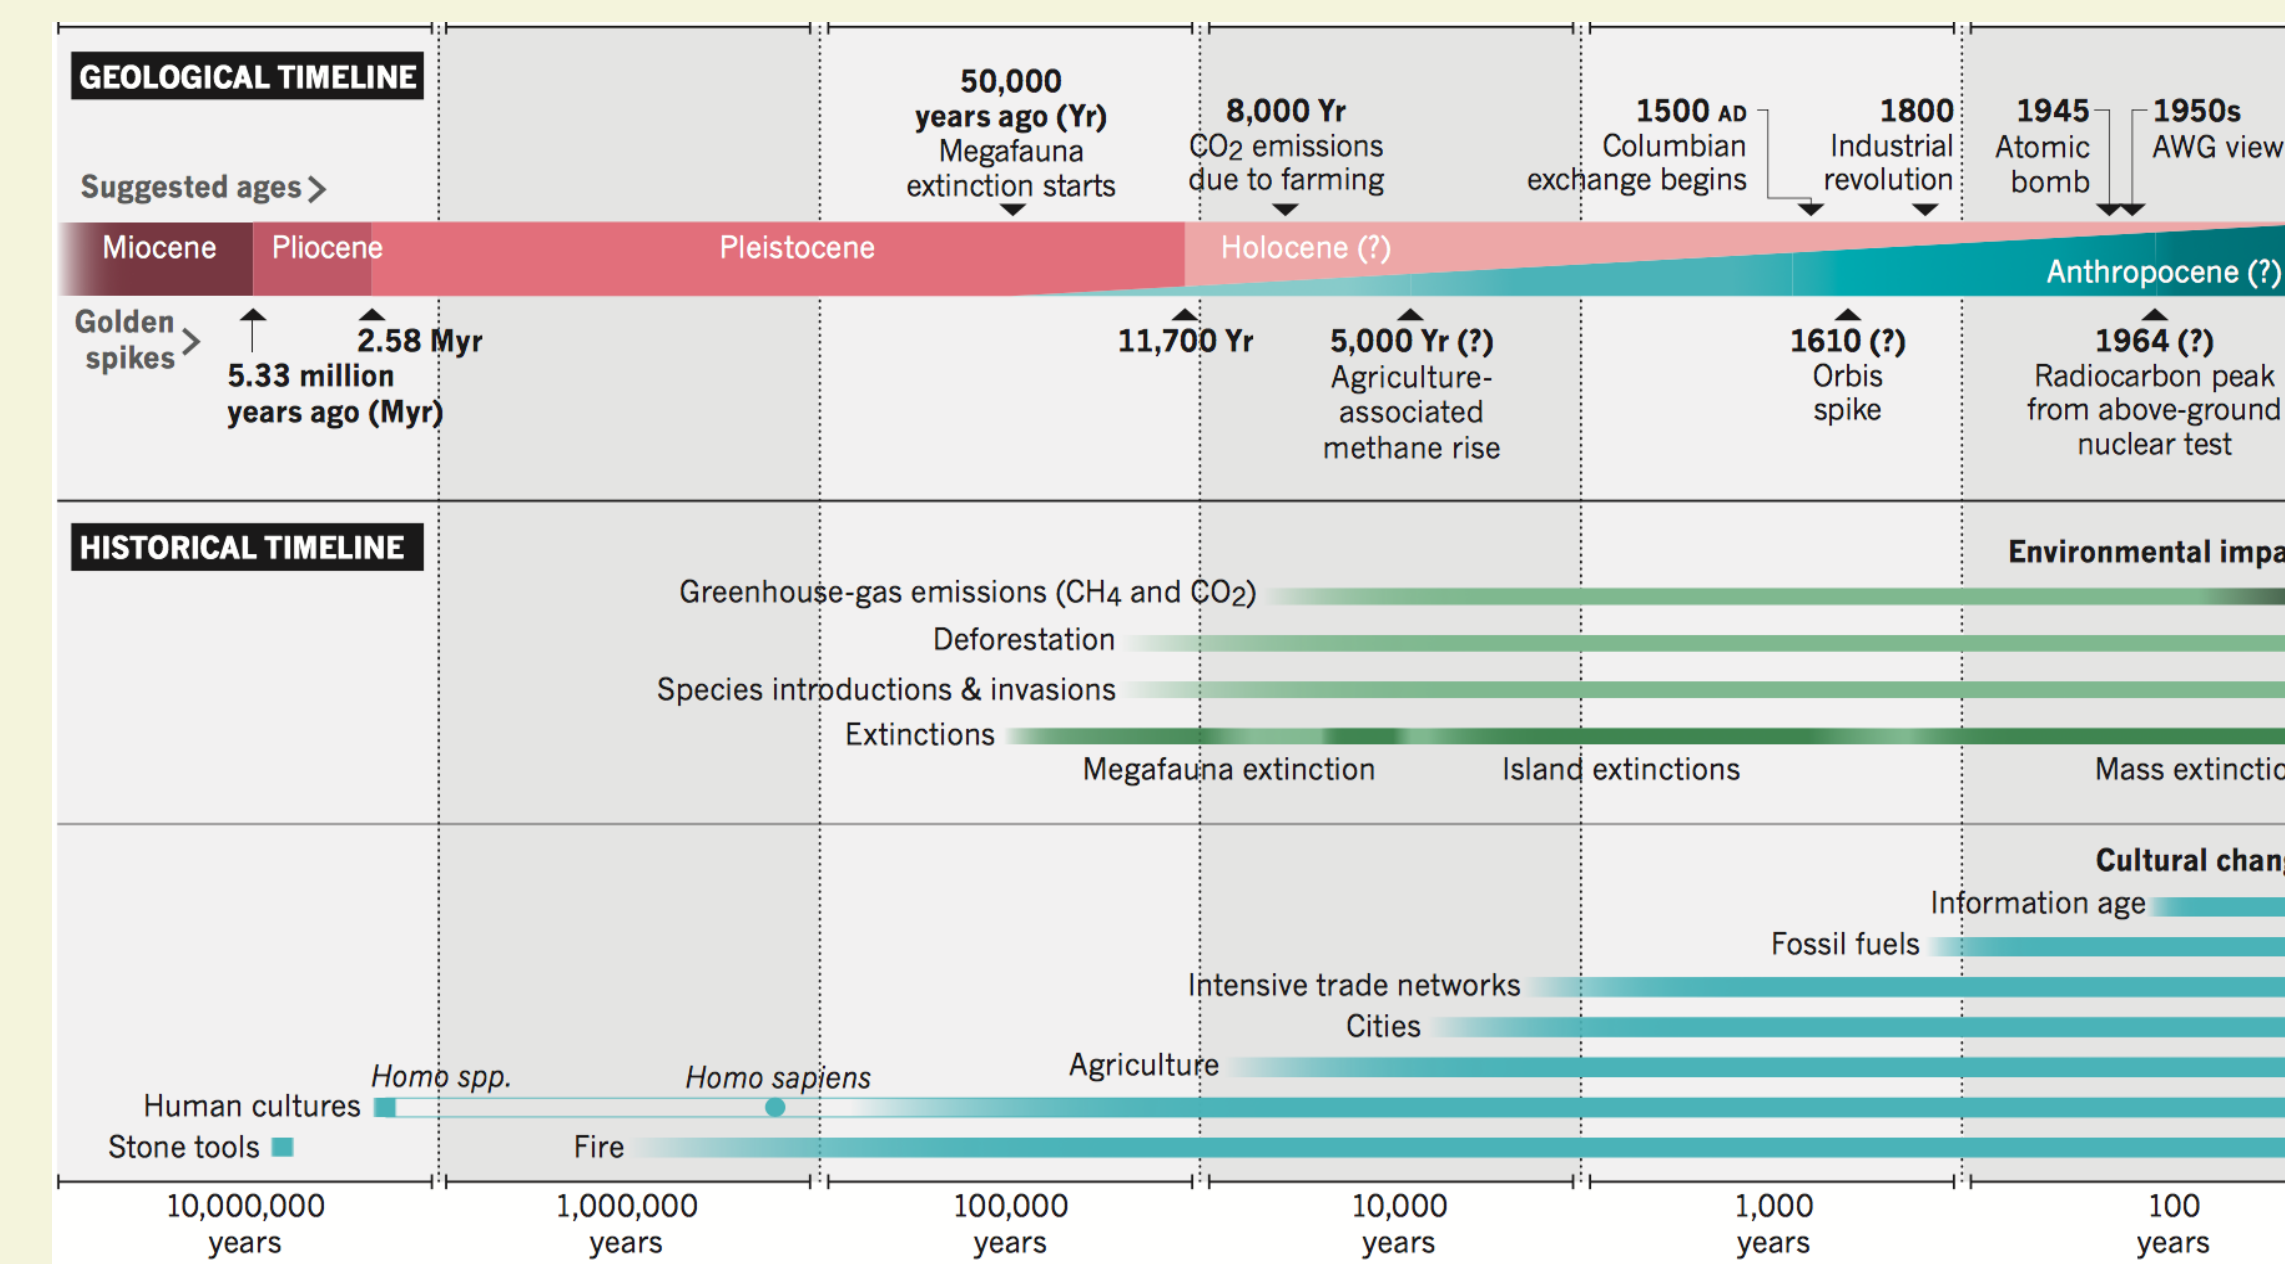 GEOLOGICAL TIMELINE
50,000
years ago (Yr)
Megafauna
extinction starts
8,000 Yr
CO2 emissions
due to farming
1500 AD
Columbian
exchange begins
1800
Industrial
revolution
1945
Atomic
bomb
1950s
AWG view
Suggested ages >
Miocene
Pliocene
Pleistocene
Holocene (?)
Anthropocene (?)
Golden
spikes >
5.33 million
years ago (Myr)
2.58 Myr
11,700 Yr
5,000 Yr (?)
Agriculture-
associated
methane rise
1610 (?)
Orbis
spike
1964 (?)
Radiocarbon peak
from above-ground
nuclear test
HISTORICAL TIMELINE
Environmental impa
Greenhouse-gas emissions (CH4 and CO2)
Deforestation
Species introductions & invasions
Extinctions
Megafauna extinction
Island extinctions
Mass extinctio
Cultural chang
Information age
Fossil fuels
Intensive trade networks
Cities
Agriculture
Homo spp.
Homo sapiens
Human cultures
Stone tools
Fire
10,000,000
years
1,000,000
years
100,000
years
10,000
years
1,000
years
100
years